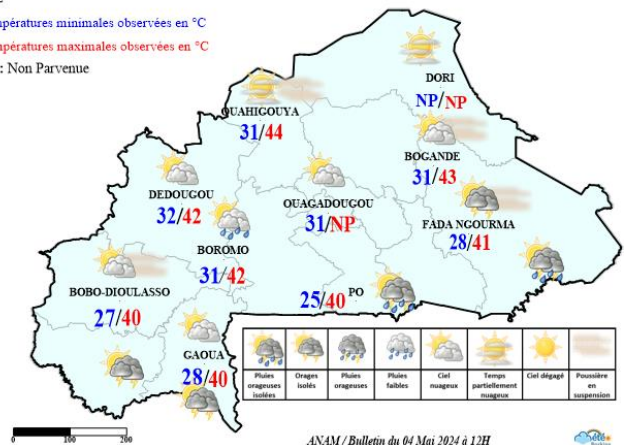 mpératures minimales observées en °C
mpératures maximales observées en °C
: Non Parvenue
DORI
NP/NP
OUAHIGOUYA
31/44
BOGANDE
31/43
DEDOUGOU
32/42
OUAGADOUGOU
31/NP
FADA NGOURMA
28/41
BOROMO
31/42
BOBO-DIOULASSO
27/40
PO
25/40
GAOUA
28/40
Pluies orageuses isolées
Orages isolés
Pluies orageuses
Pluies faibles
Ciel nuageux
Temps partiellement nuageux
Ciel dégagé
Poussière en suspension
0 100 200
ANAM / Bulletin du 04 Mai 2024 à 12H